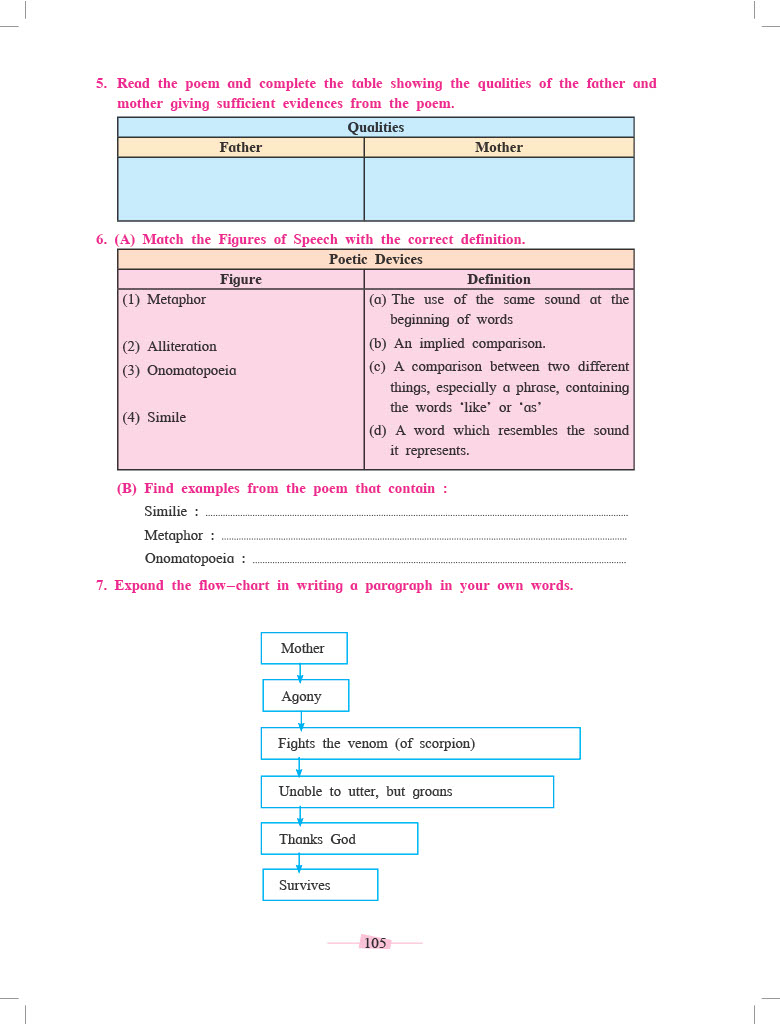 5. Read the poem and complete the table showing the qualities of the father and
mother giving sufficient evidences from the poem.
Qualities
Father Mother
6. (A) Match the Figures of Speech with the correct definition.
Poetic Devices
Figure Definition
(1) Metaphor
(2) Alliteration
(3) Onomatopoeia
(4) Simile
(a) The use of the same sound at the
beginning of words
(b) An implied comparison.
(c) A comparison between two different
things, especially a phrase, containing
the words ‘like’ or ‘as’
(d) A word which resembles the sound
it represents.
(B) Find examples from the poem that contain :
Similie :
Metaphor :
Onomatopoeia :
7. Expand the flow–chart in writing a paragraph in your own words.
Mother
Agony
Fights the venom (of scorpion)
Unable to utter, but groans
Thanks God
Survives
105